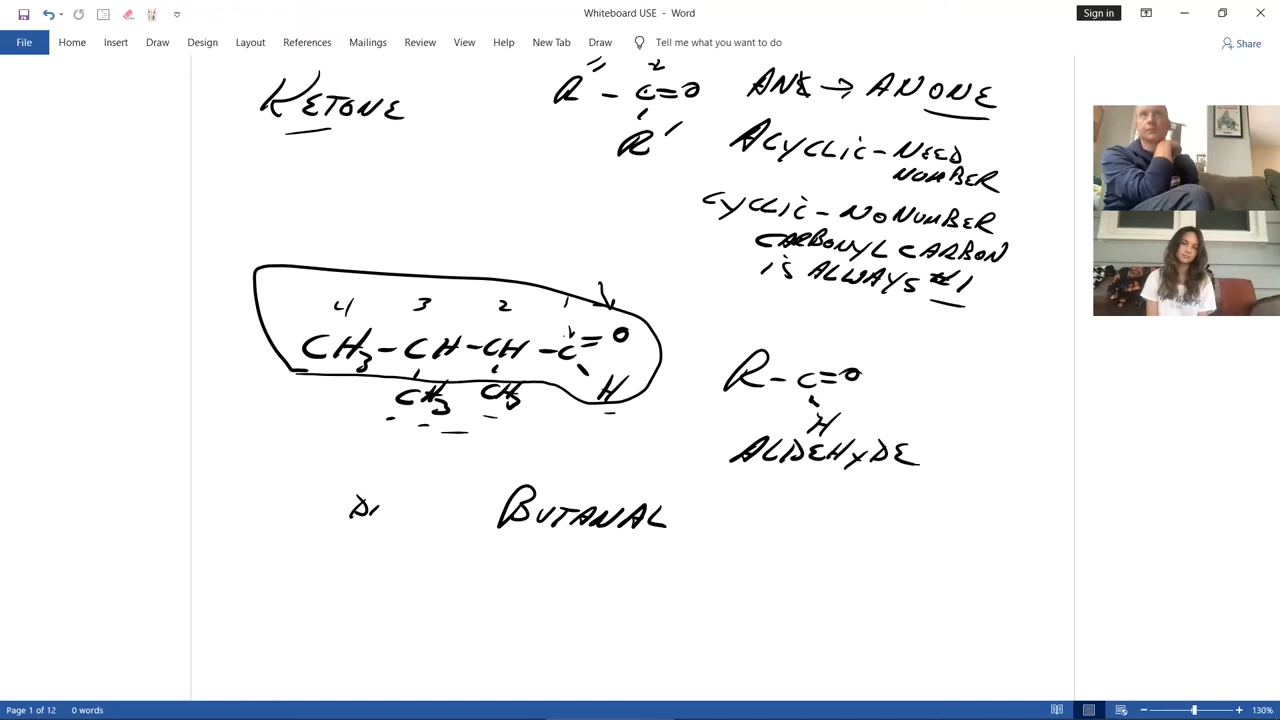 Whiteboard USE - Word
Sign in
File Home Insert Draw Design Layout References Mailings Review View Help New Tab Draw Tell me what you want to do Share
KETONE
R" - C=O
R'
2
ANE → ANONE
ACYCLIC - NEED
NUMBER
CYCLIC - NO NUMBER
CARBONYL CARBON
IS ALWAYS #1
4 3 2 1
CH3 - CH - CH - C=O
CH3 CH3 H
R - C=O
H
ALDEHYDE
DI BUTANAL
Page 1 of 12 0 words 130%